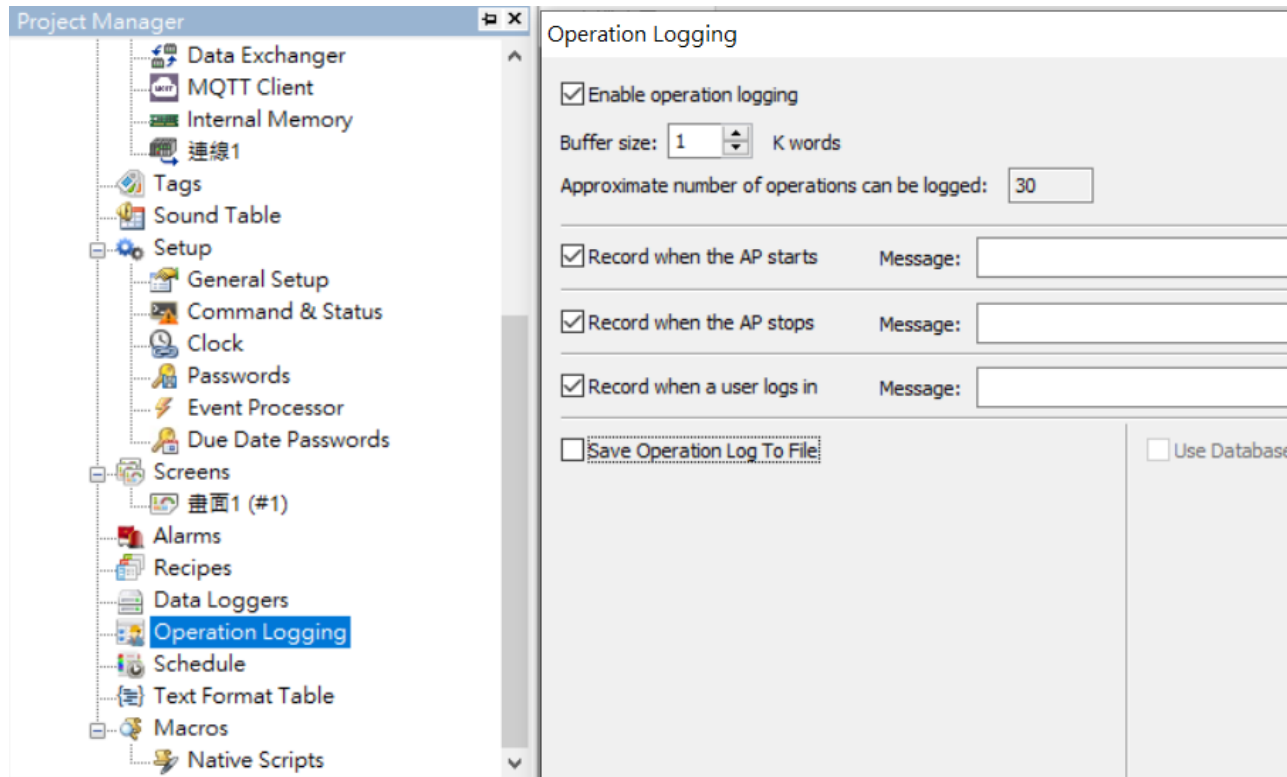 Project Manager
Data Exchanger
MQTT Client
Internal Memory
連線1
Tags
Sound Table
Setup
General Setup
Command & Status
Clock
Passwords
Event Processor
Due Date Passwords
Screens
畫面1 (#1)
Alarms
Recipes
Data Loggers
Operation Logging
Schedule
Text Format Table
Macros
Native Scripts
Operation Logging
Enable operation logging
Buffer size: 1 K words
Approximate number of operations can be logged: 30
Record when the AP starts Message:
Record when the AP stops Message:
Record when a user logs in Message:
Save Operation Log To File Use Database